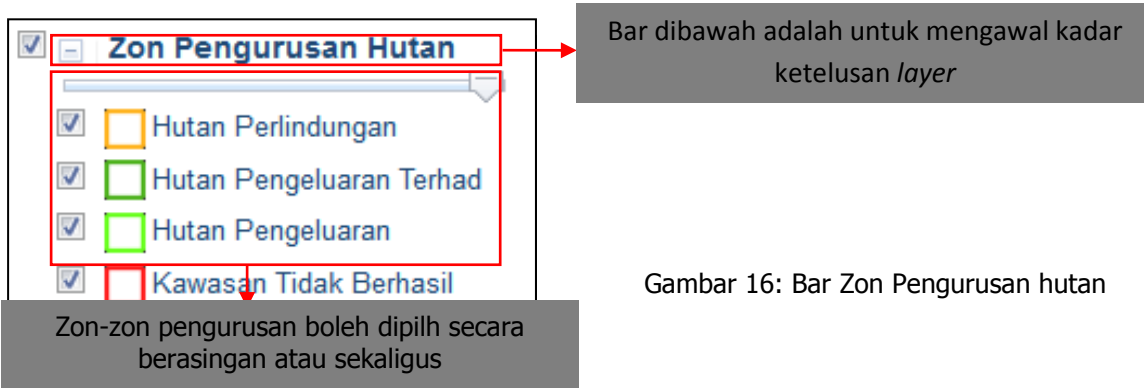 Zon Pengurusan Hutan
Bar dibawah adalah untuk mengawal kadar
ketelusan layer
Hutan Perlindungan
Hutan Pengeluaran Terhad
Hutan Pengeluaran
Kawasan Tidak Berhasil
Gambar 16: Bar Zon Pengurusan hutan
Zon-zon pengurusan boleh dipilh secara
berasingan atau sekaligus